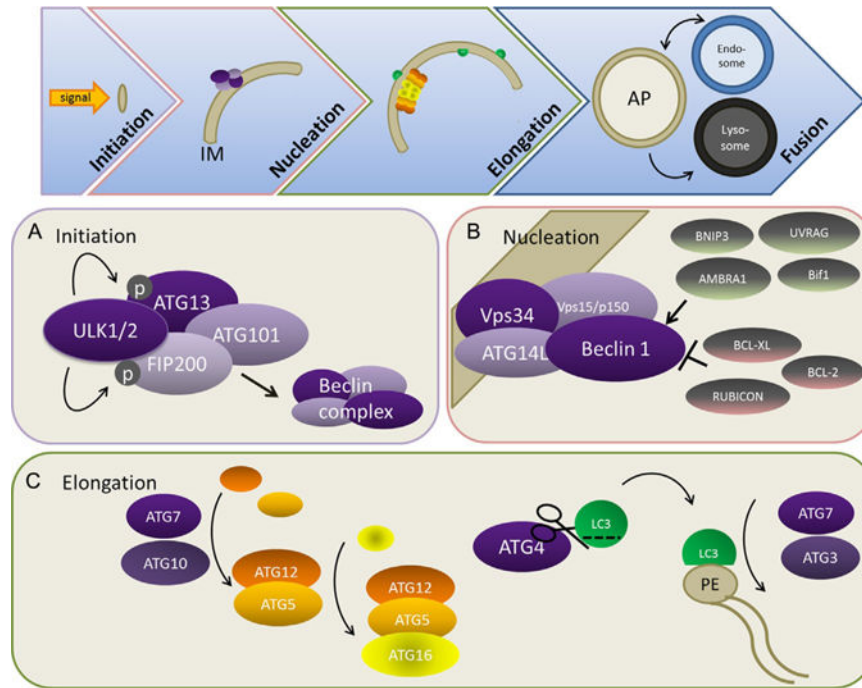 signal
Initiation
IM
Nucleation
Elongation
AP
Endo-
some
Lyso-
some
Fusion
A Initiation
p
ATG13
ULK1/2
ATG101
p
FIP200
Beclin
complex
B Nucleation
BNIP3
UVRAG
AMBRA1
Bif1
Vps34
Vps15/p150
ATG14L
Beclin 1
BCL-XL
BCL-2
RUBICON
C Elongation
ATG7
ATG10
ATG12
ATG5
ATG12
ATG5
ATG16
ATG4
LC3
LC3
PE
ATG7
ATG3